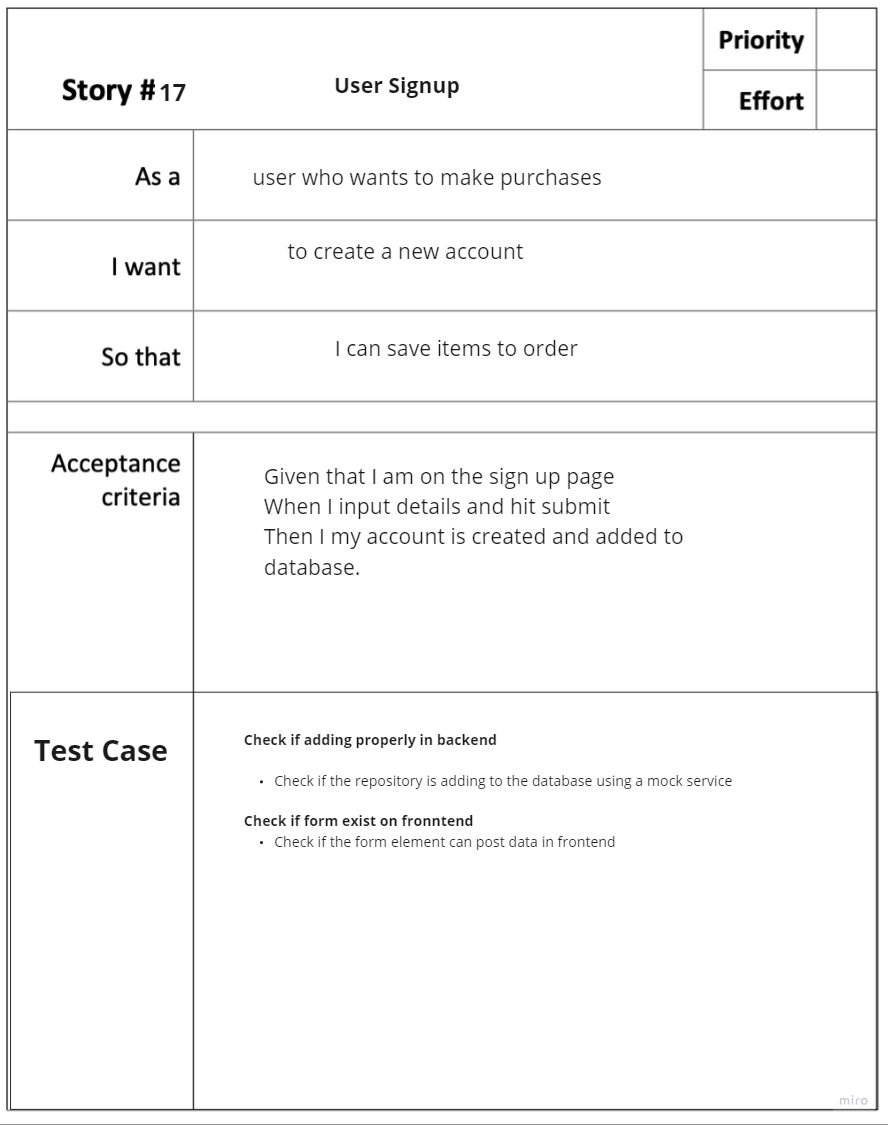 Priority
Story #17
User Signup
Effort
As a
user who wants to make purchases
I want
to create a new account
So that
I can save items to order
Acceptance
criteria
Given that I am on the sign up page
When I input details and hit submit
Then I my account is created and added to
database.
Test Case
Check if adding properly in backend
• Check if the repository is adding to the database using a mock service
Check if form exist on fronntend
• Check if the form element can post data in frontend
miro